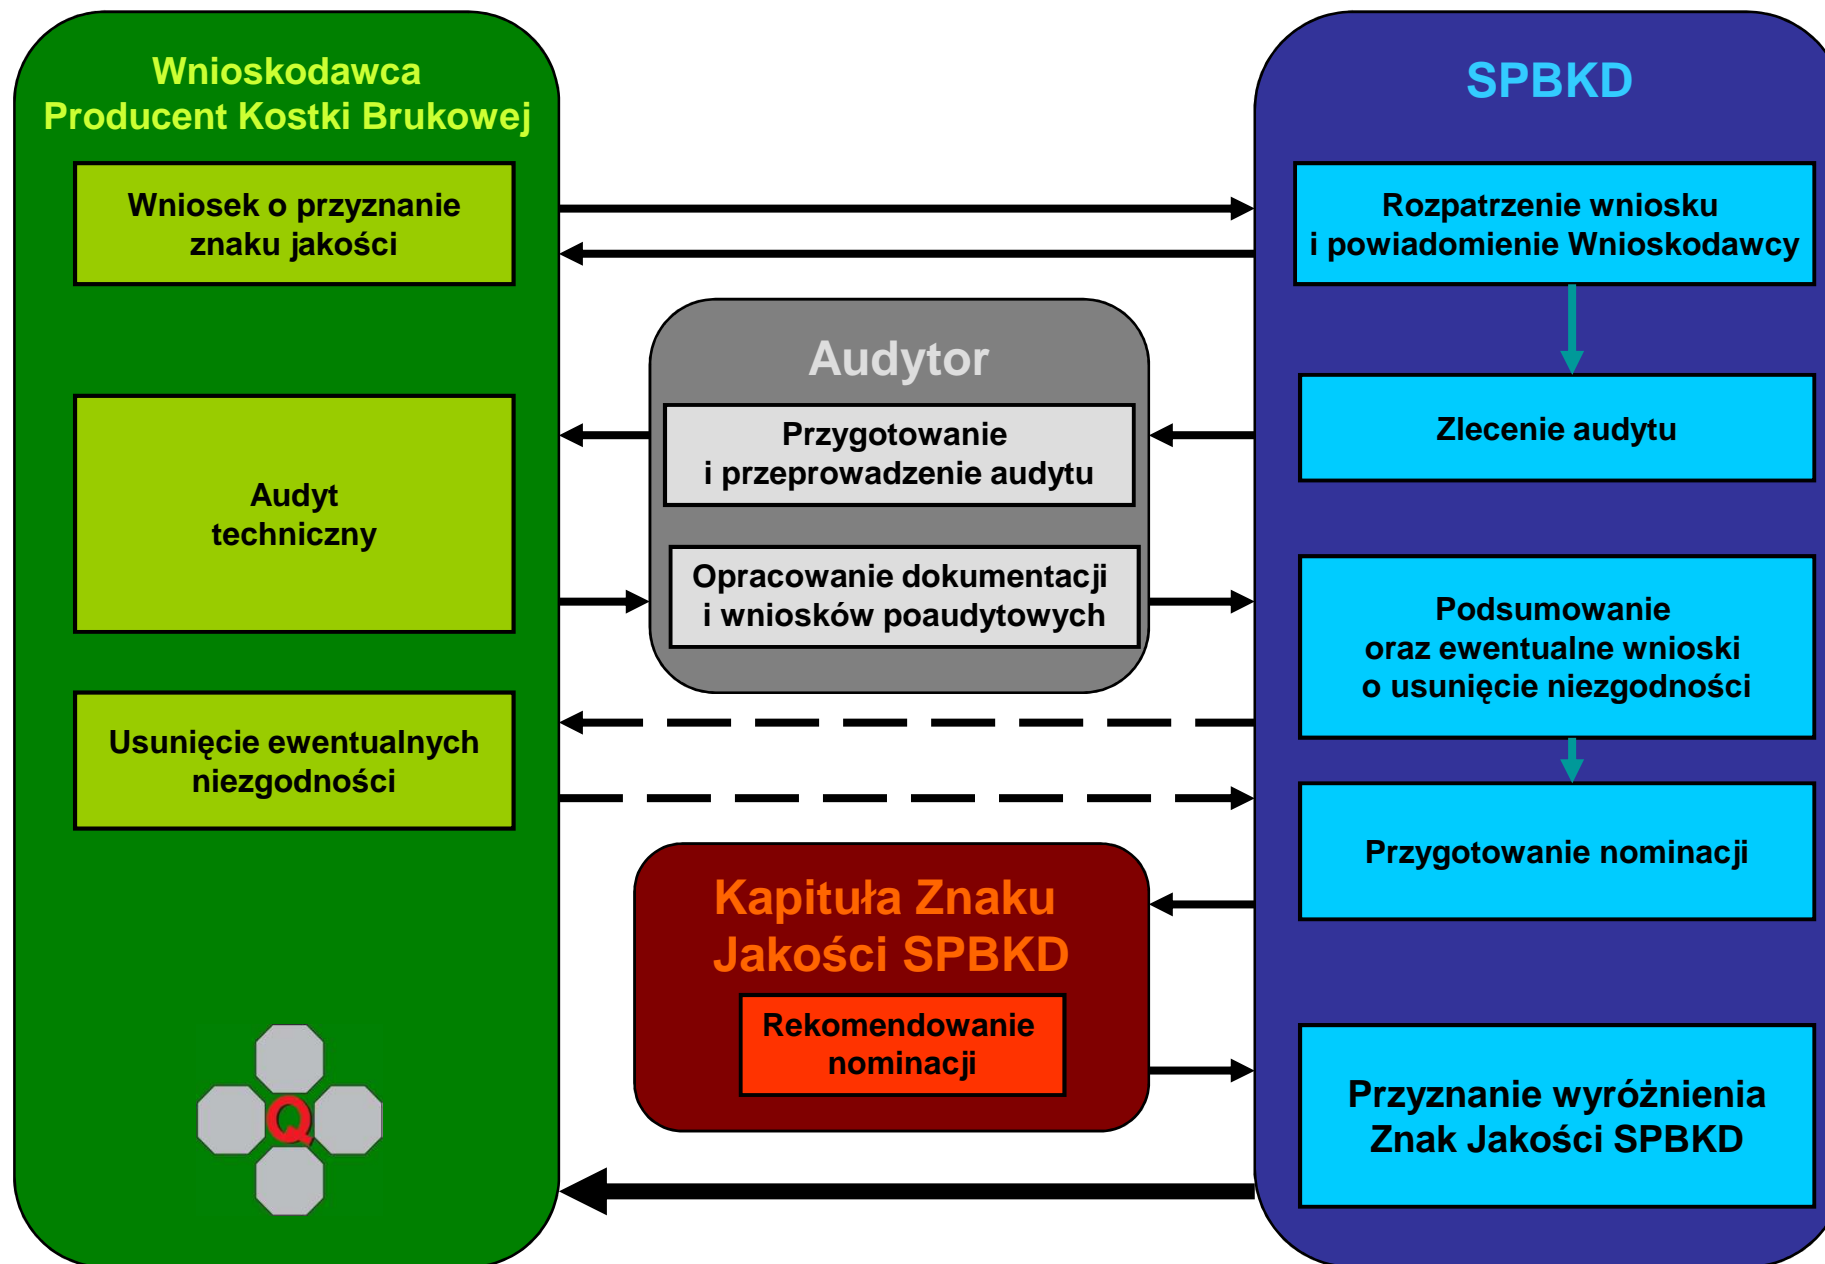 Wnioskodawca
Producent Kostki Brukowej
Wniosek o przyznanie
znaku jakości
Audyt
techniczny
Usunięcie ewentualnych
niezgodności
Q
Audytor
Przygotowanie
i przeprowadzenie audytu
Opracowanie dokumentacji
i wniosków poaudytowych
Kapituła Znaku
Jakości SPBKD
Rekomendowanie
nominacji
SPBKD
Rozpatrzenie wniosku
i powiadomienie Wnioskodawcy
Zlecenie audytu
Podsumowanie
oraz ewentualne wnioski
o usunięcie niezgodności
Przygotowanie nominacji
Przyznanie wyróżnienia
Znak Jakości SPBKD